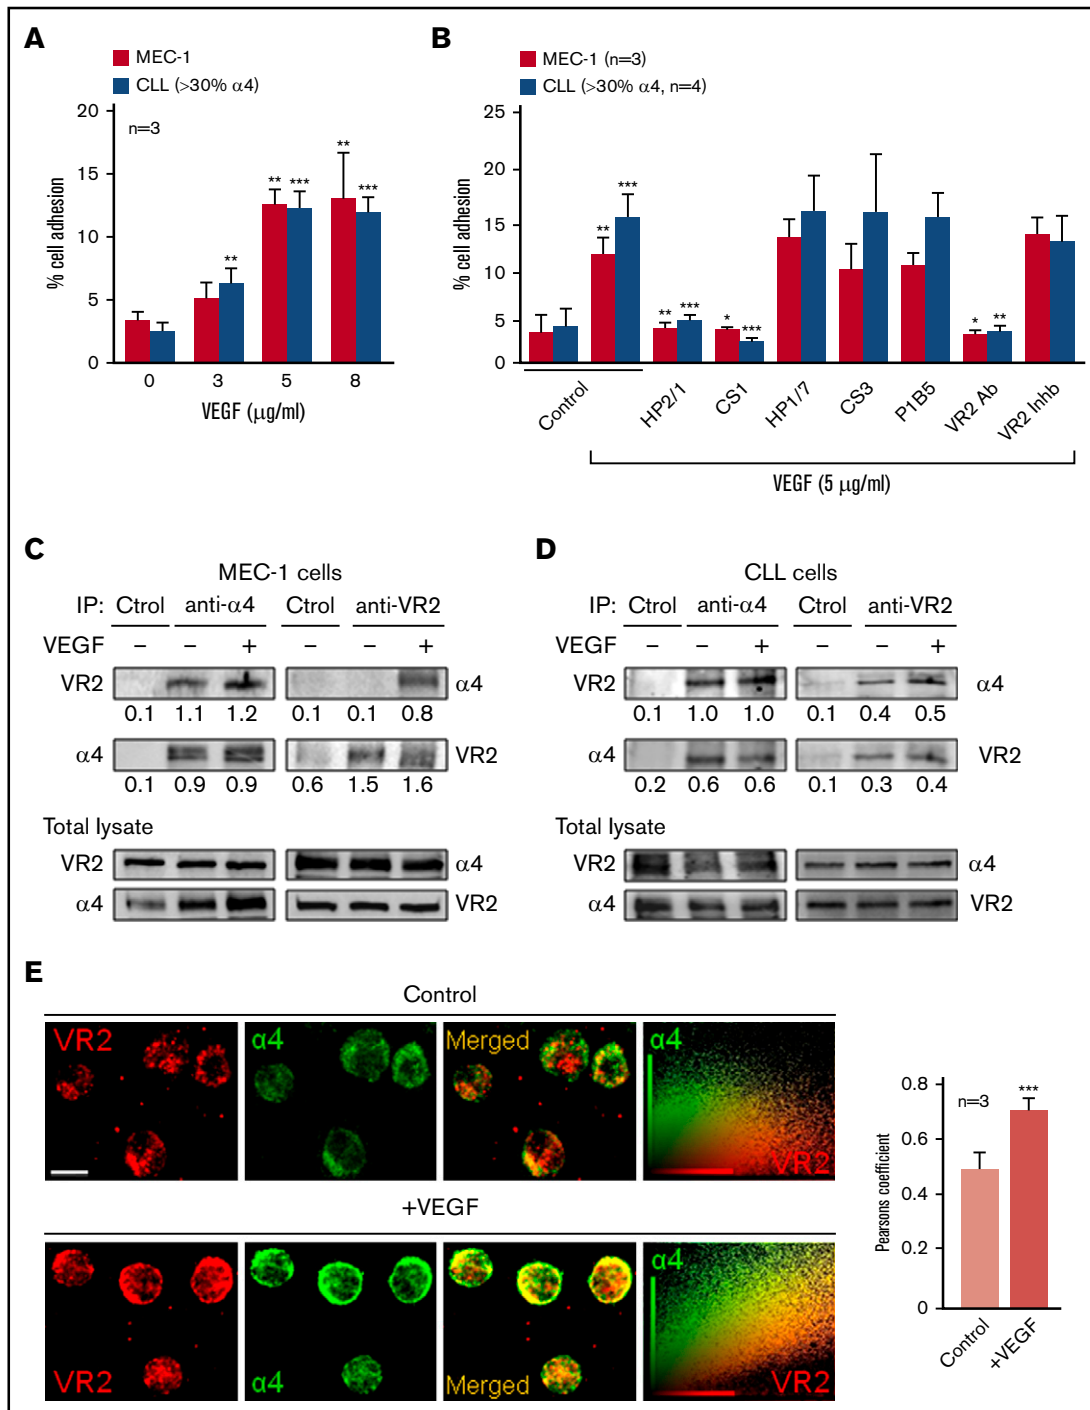 A
MEC-1
CLL (>30% α4)
n=3
% cell adhesion
20
15
10
5
0
** *** ** *** **
0 3 5 8
VEGF (μg/ml)
B
MEC-1 (n=3)
CLL (>30% α4, n=4)
% cell adhesion
25
20
15
10
5
0
** *** ** *** * *** * **
Control HP2/1 CS1 HP1/7 CS3 P1B5 VR2 Ab VR2 Inhb
VEGF (5 μg/ml)
C
MEC-1 cells
IP: Ctrol anti-α4 Ctrol anti-VR2
VEGF – – + – – +
VR2 α4
0.1 1.1 1.2 0.1 0.1 0.8
α4 VR2
0.1 0.9 0.9 0.6 1.5 1.6
Total lysate
VR2 α4
α4 VR2
D
CLL cells
IP: Ctrol anti-α4 Ctrol anti-VR2
VEGF – – + – – +
VR2 α4
0.1 1.0 1.0 0.1 0.4 0.5
α4 VR2
0.2 0.6 0.6 0.1 0.3 0.4
Total lysate
VR2 α4
α4 VR2
E
Control
VR2 α4 Merged α4
VR2
+VEGF
α4
VR2 α4 Merged VR2
Pearsons coefficient
0.8
0.6
0.4
0.2
0
n=3
***
Control +VEGF